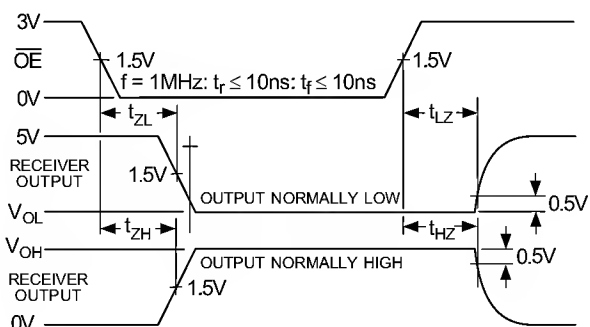 3V
OE
1.5V
1.5V
f = 1MHz: tr ≤ 10ns: tf ≤ 10ns
0V
tZL
tLZ
5V
RECEIVER
OUTPUT
1.5V
OUTPUT NORMALLY LOW
0.5V
VOL
tZH
tHZ
VOH
OUTPUT NORMALLY HIGH
0.5V
RECEIVER
OUTPUT
1.5V
0V